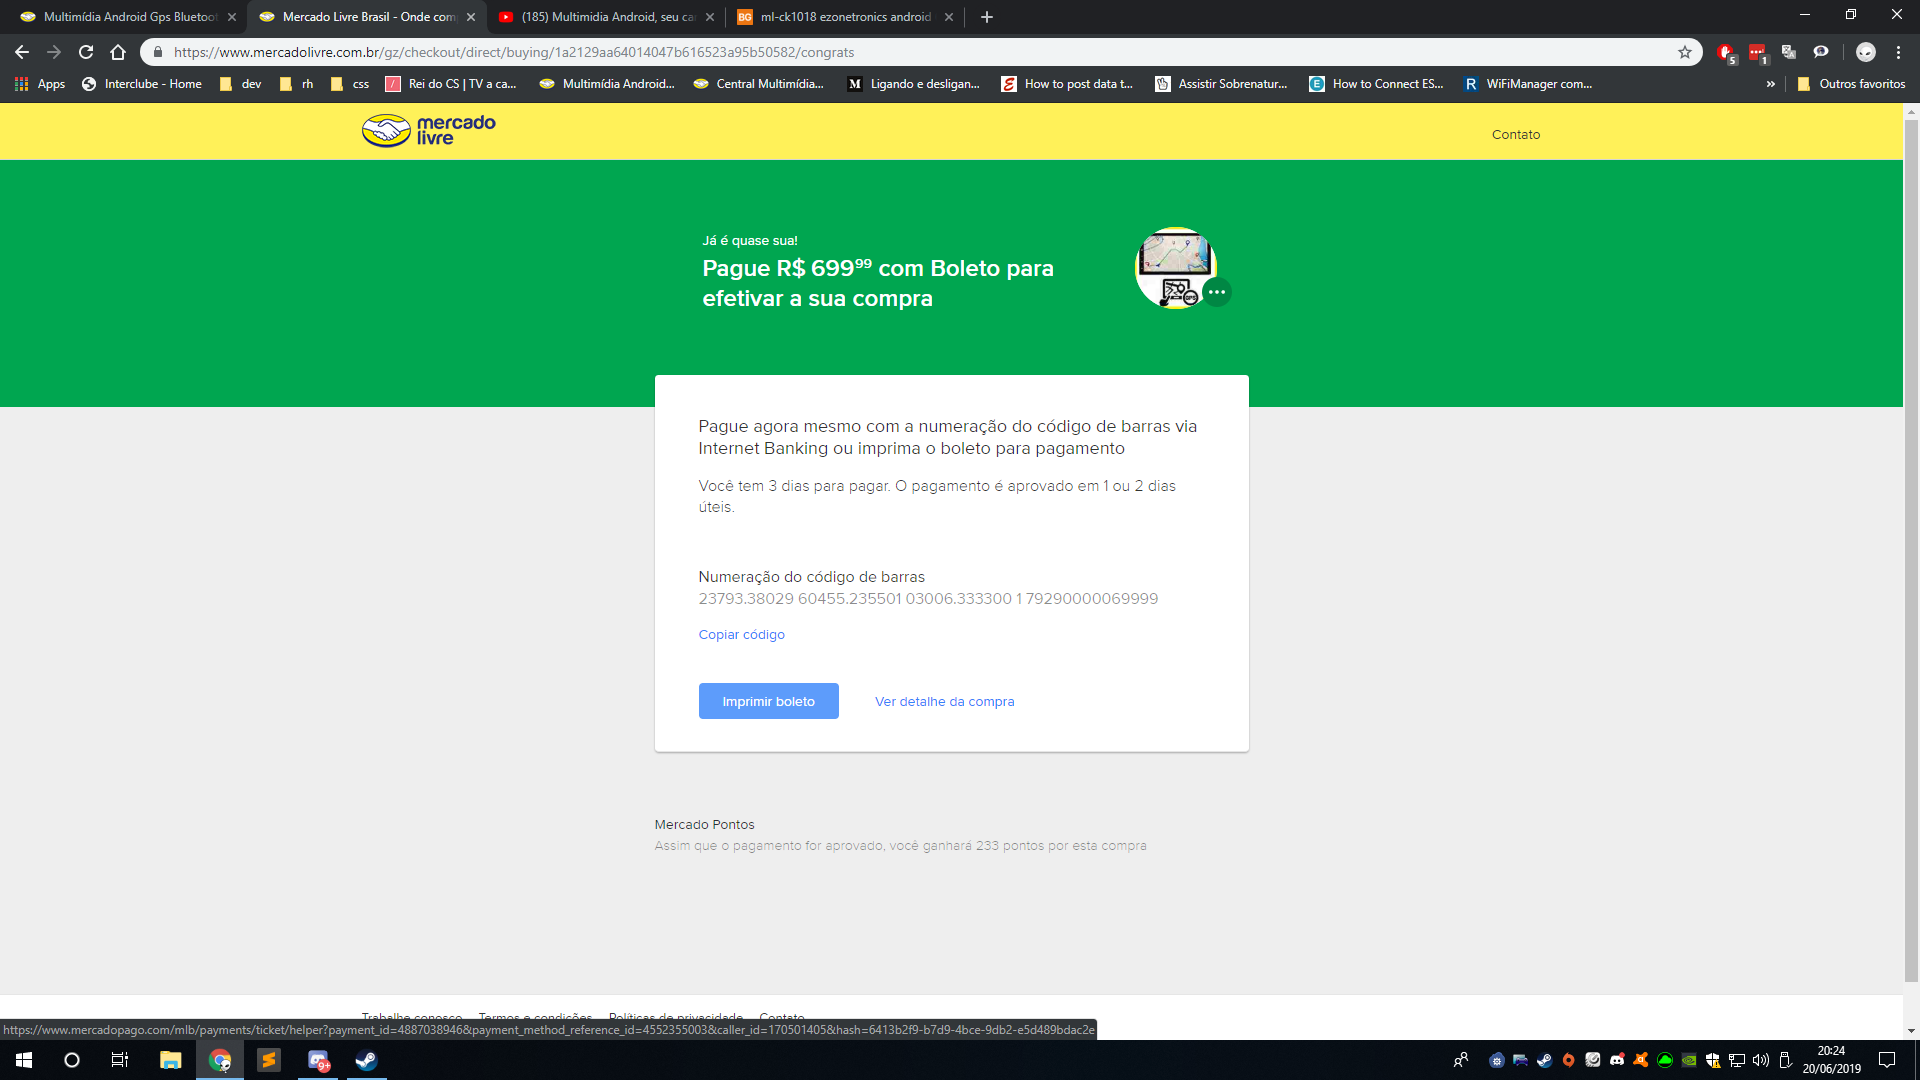 Multimídia Android Gps Bluetoot
Mercado Livre Brasil - Onde com
(185) Multimidia Android, seu ca
BG
ml-ck1018 ezonetronics android
https://www.mercadolivre.com.br/gz/checkout/direct/buying/1a2129aa64014047b616523a95b50582/congrats
5
1
Apps
Interclube - Home
dev
rh
css
Rei do CS | TV a ca...
Multimídia Android...
Central Multimídia...
M
Ligando e desligan...
How to post data t...
Assistir Sobrenatur...
E
How to Connect ES...
R
WiFiManager com...
»
Outros favoritos
mercado
livre
Contato
Já é quase sua!
Pague R$ 699⁹⁹ com Boleto para
efetivar a sua compra
GPS
Pague agora mesmo com a numeração do código de barras via
Internet Banking ou imprima o boleto para pagamento
Você tem 3 dias para pagar. O pagamento é aprovado em 1 ou 2 dias
úteis.
Numeração do código de barras
23793.38029 60455.235501 03006.333300 1 79290000069999
Copiar código
Imprimir boleto
Ver detalhe da compra
Mercado Pontos
Assim que o pagamento for aprovado, você ganhará 233 pontos por esta compra
Trabalhe conosco
Termos e condições
Políticas de privacidade
Contato
https://www.mercadopago.com/mlb/payments/ticket/helper?payment_id=4887038946&payment_method_reference_id=4552355003&caller_id=170501405&hash=6413b2f9-b7d9-4bce-9db2-e5d489bdac2e
9+
20:24
20/06/2019